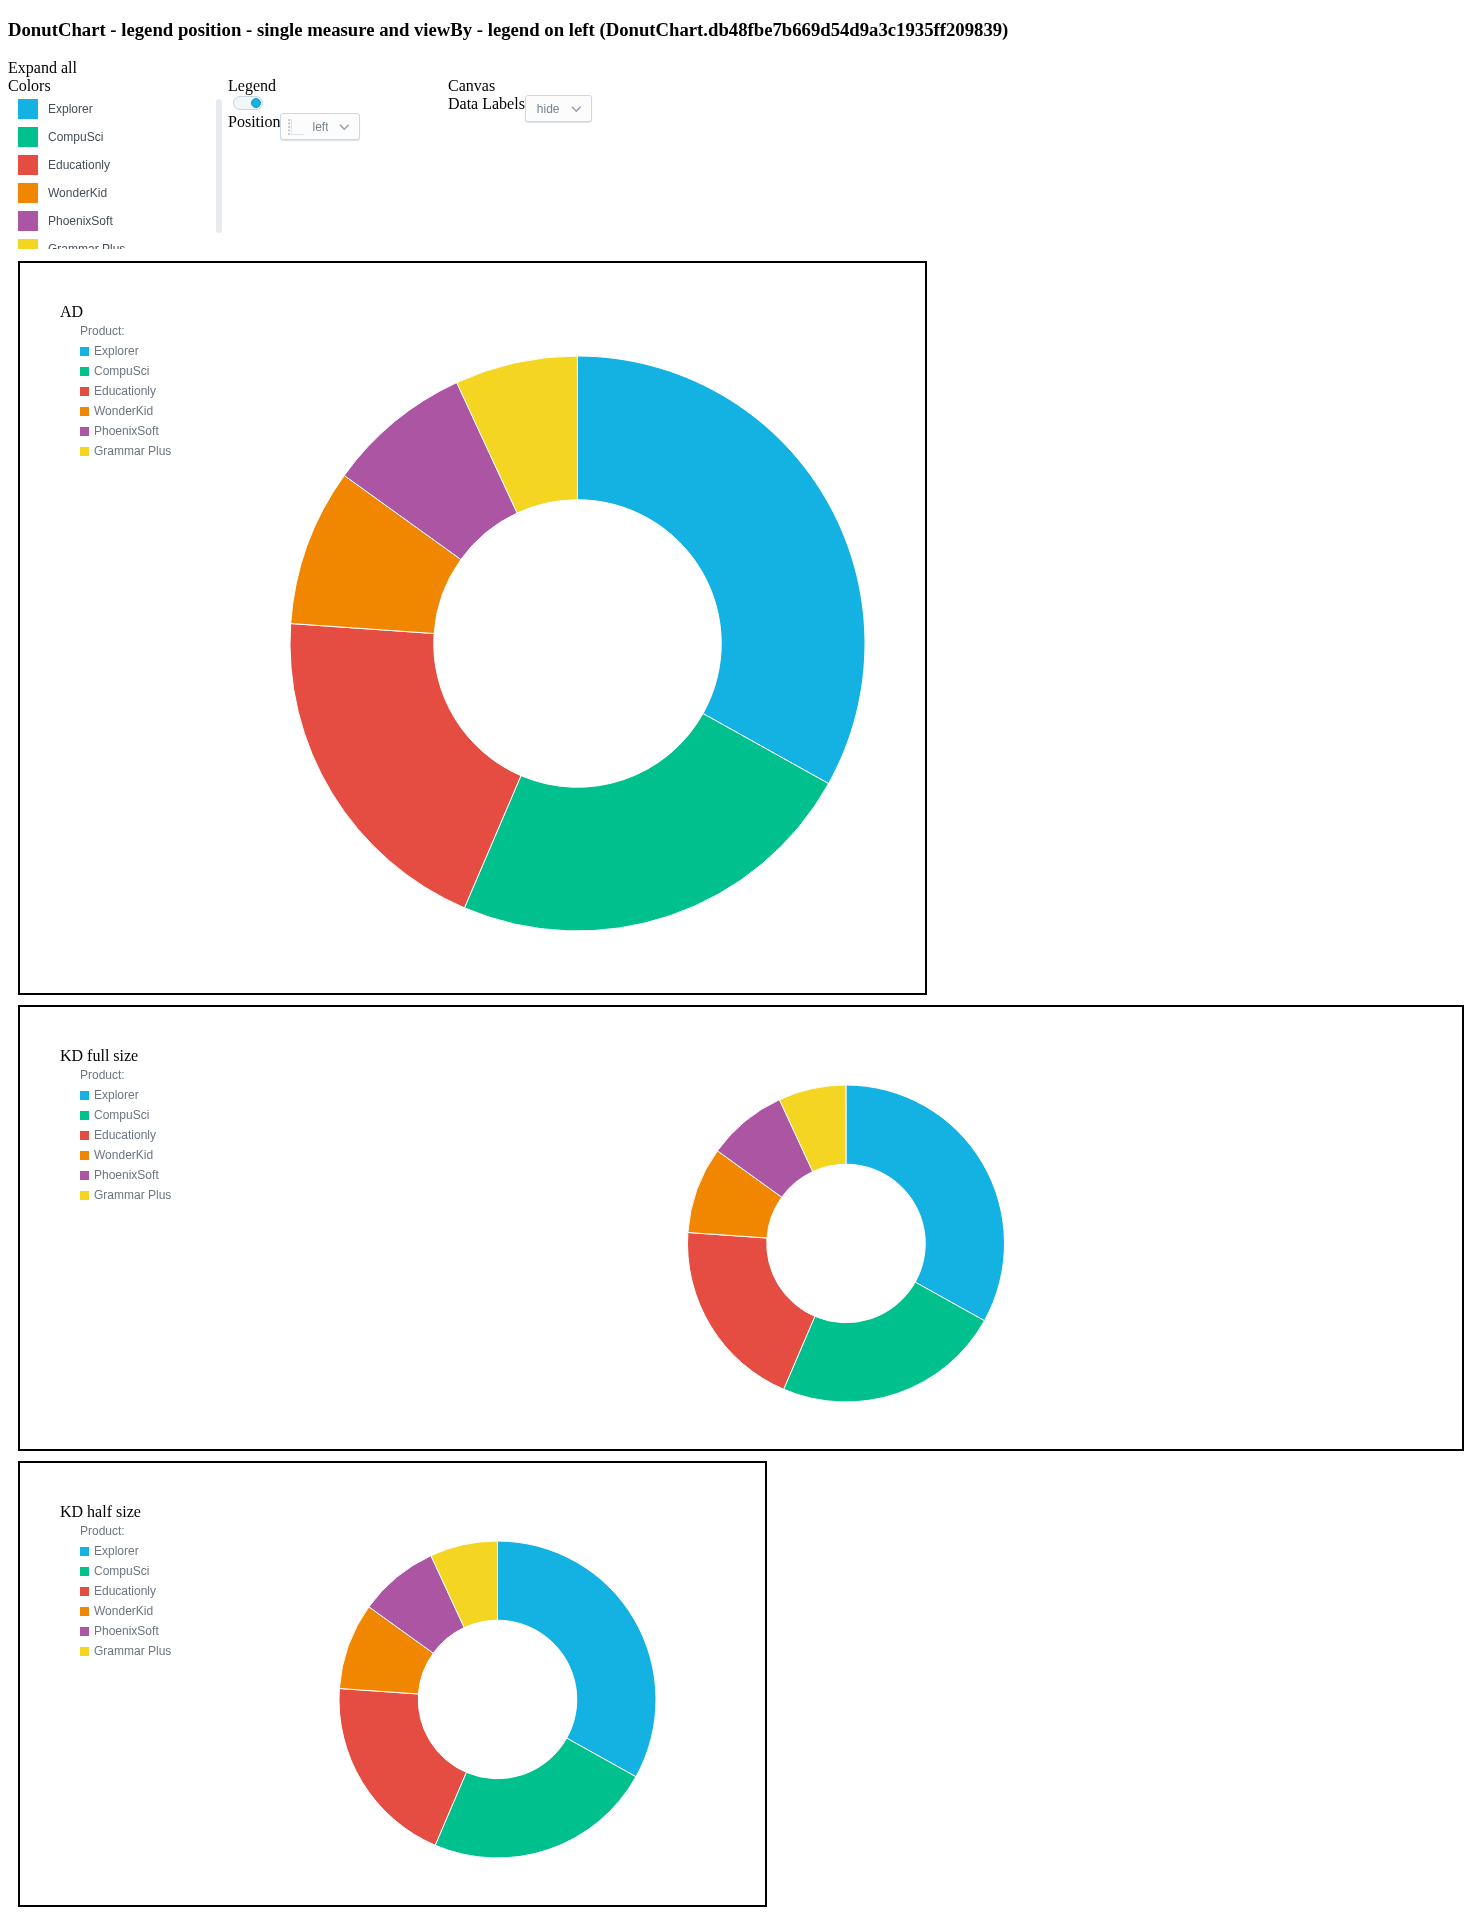 DonutChart - legend position - single measure and viewBy - legend on left (DonutChart.db48fbe7b669d54d9a3c1935ff209839)
Expand all
Colors
Explorer
CompuSci
Educationly
WonderKid
PhoenixSoft
Grammar Plus
Legend
Position left
Canvas
Data Labels hide
AD
Product:
Explorer
CompuSci
Educationly
WonderKid
PhoenixSoft
Grammar Plus
KD full size
Product:
Explorer
CompuSci
Educationly
WonderKid
PhoenixSoft
Grammar Plus
KD half size
Product:
Explorer
CompuSci
Educationly
WonderKid
PhoenixSoft
Grammar Plus